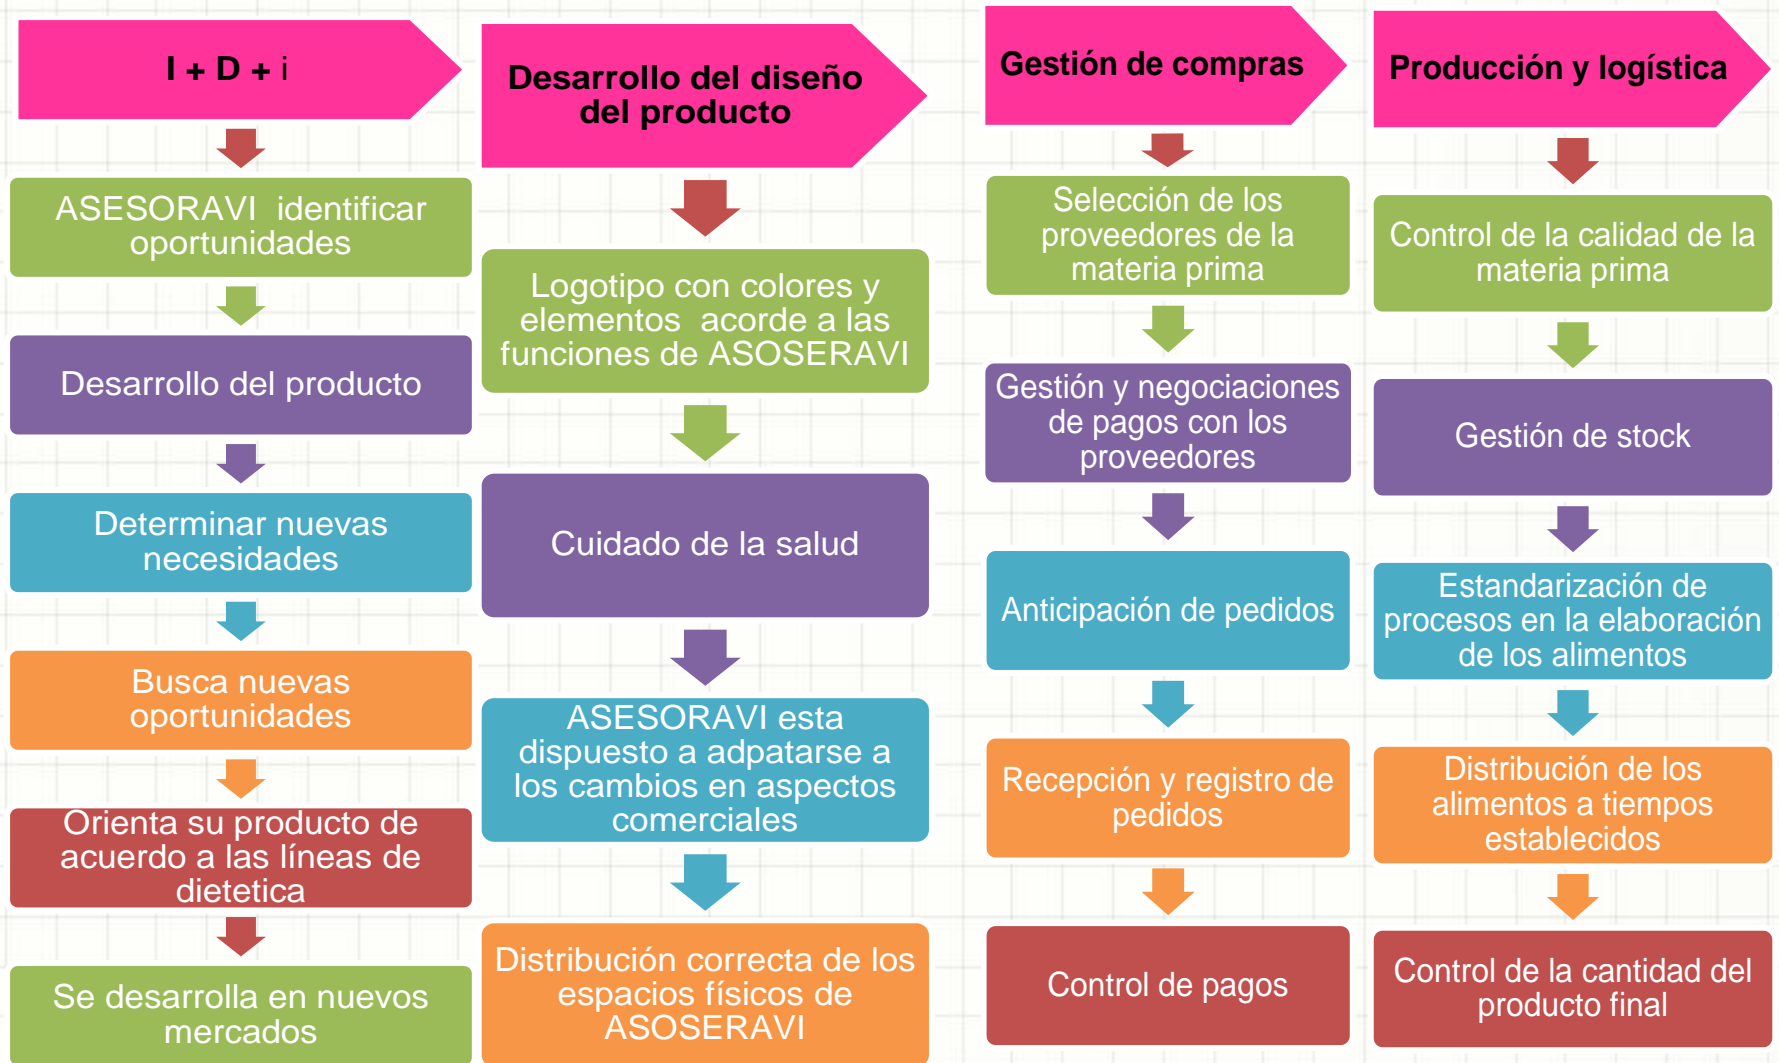 I + D + i
ASESORAVI  identificar
oportunidades
Desarrollo del producto
Determinar nuevas
necesidades
Busca nuevas
oportunidades
Orienta su producto de
acuerdo a las líneas de
dietetica
Se desarrolla en nuevos
mercados
Desarrollo del diseño
del producto
Logotipo con colores y
elementos  acorde a las
funciones de ASOSERAVI
Cuidado de la salud
ASESORAVI esta
dispuesto a adpatarse a
los cambios en aspectos
comerciales
Distribución correcta de los
espacios físicos de
ASOSERAVI
Gestión de compras
Selección de los
proveedores de la
materia prima
Gestión y negociaciones
de pagos con los
proveedores
Anticipación de pedidos
Recepción y registro de
pedidos
Control de pagos
Producción y logística
Control de la calidad de la
materia prima
Gestión de stock
Estandarización de
procesos en la elaboración
de los alimentos
Distribución de los
alimentos a tiempos
establecidos
Control de la cantidad del
producto final